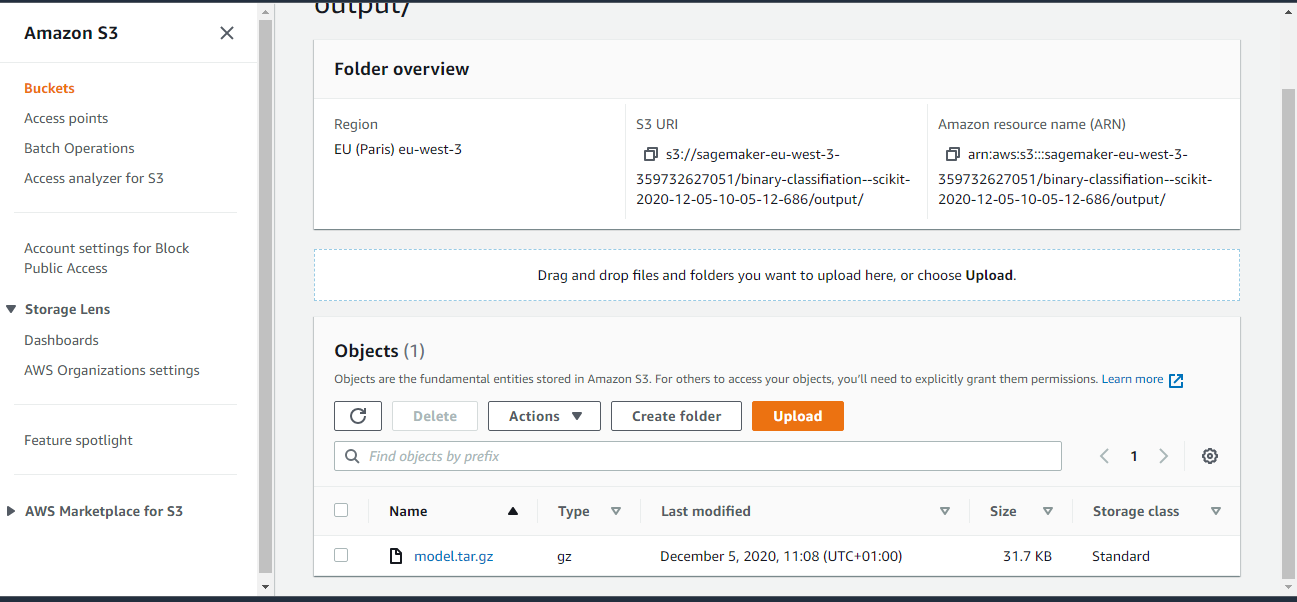 Amazon S3
Buckets
Access points
Batch Operations
Access analyzer for S3
Account settings for Block
Public Access
Storage Lens
Dashboards
AWS Organizations settings
Feature spotlight
AWS Marketplace for S3
output/
Folder overview
Region
EU (Paris) eu-west-3
S3 URI
s3://sagemaker-eu-west-3-
359732627051/binary-classifiation--scikit-
2020-12-05-10-05-12-686/output/
Amazon resource name (ARN)
arn:aws:s3:::sagemaker-eu-west-3-
359732627051/binary-classifiation--scikit-
2020-12-05-10-05-12-686/output/
Drag and drop files and folders you want to upload here, or choose Upload.
Objects (1)
Objects are the fundamental entities stored in Amazon S3. For others to access your objects, you'll need to explicitly grant them permissions. Learn more
Delete Actions Create folder Upload
Find objects by prefix 1
Name Type Last modified Size Storage class
model.tar.gz gz December 5, 2020, 11:08 (UTC+01:00) 31.7 KB Standard